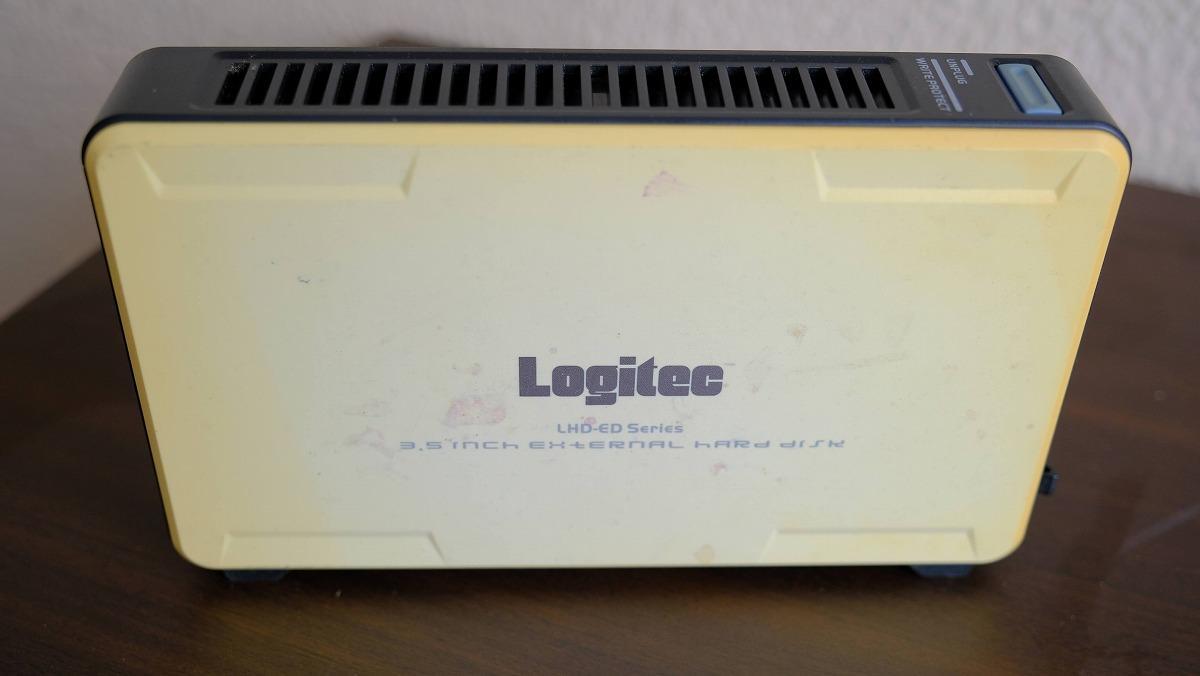 UNPLUG
WRITE-PROTECT
Logitec
LHD-ED Series
3.5 inch EXTERNAL hARd diSK